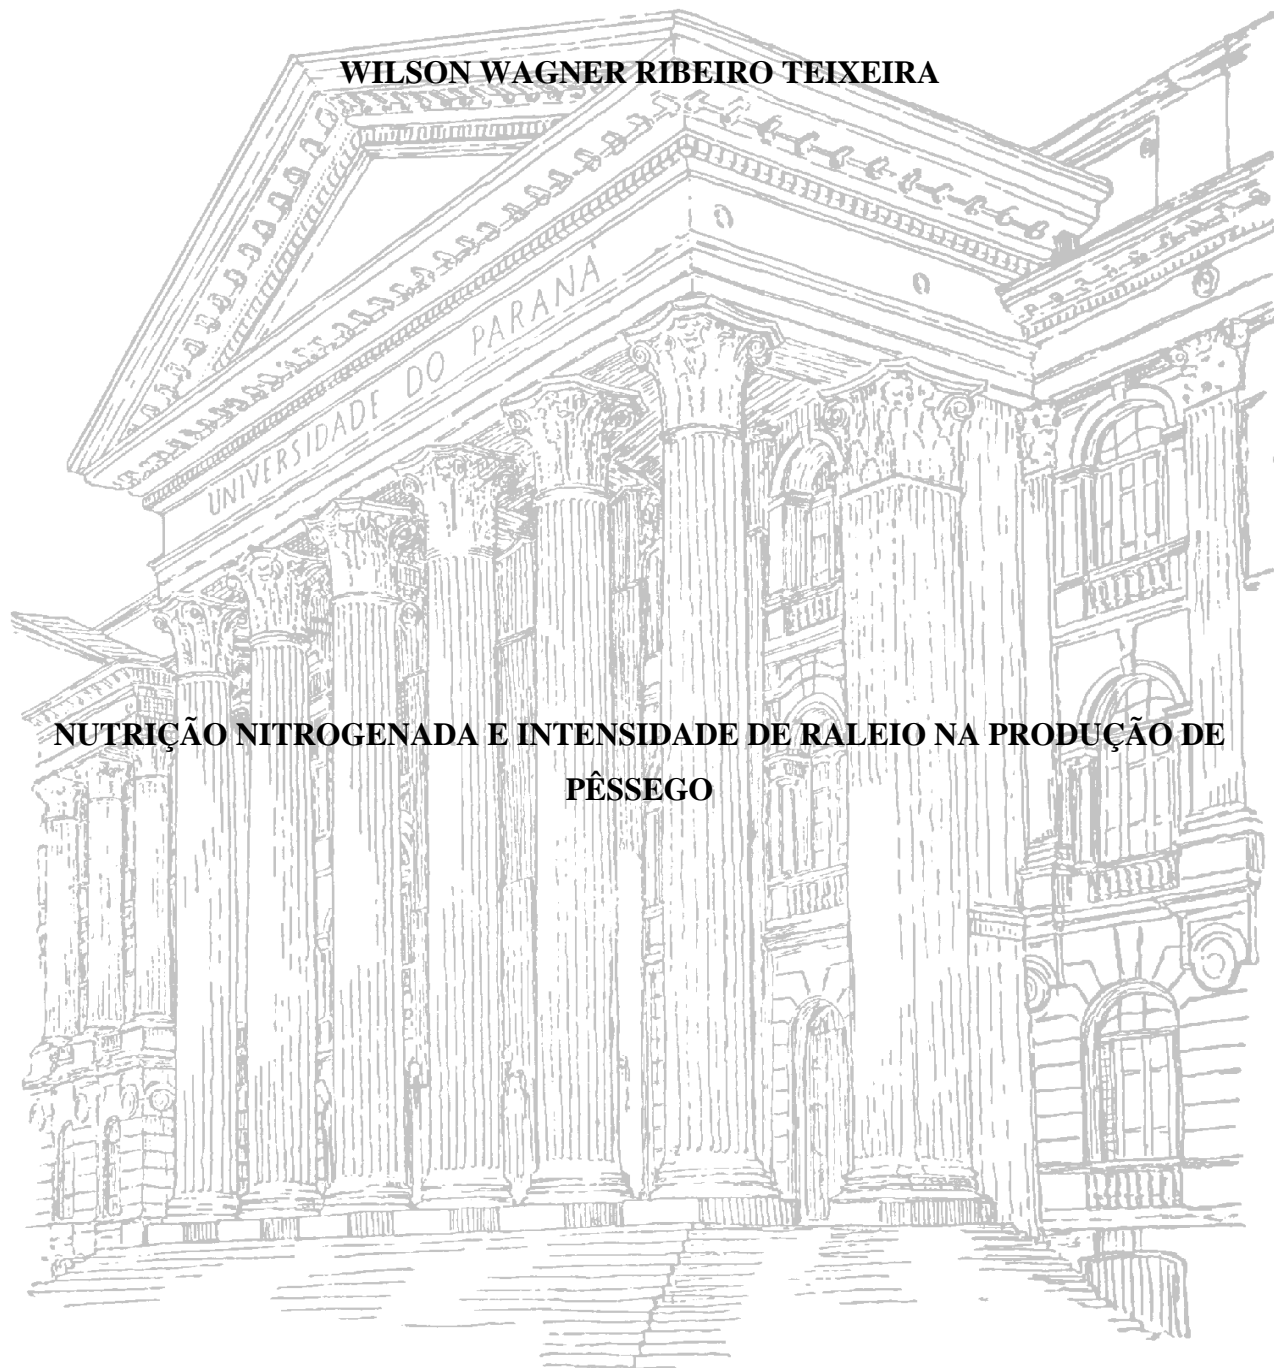 WILSON WAGNER RIBEIRO TEIXEIRA
UNIVERSIDADE DO PARANÁ
NUTRIÇÃO NITROGENADA E INTENSIDADE DE RALEIO NA PRODUÇÃO DE
PÊSSEGO